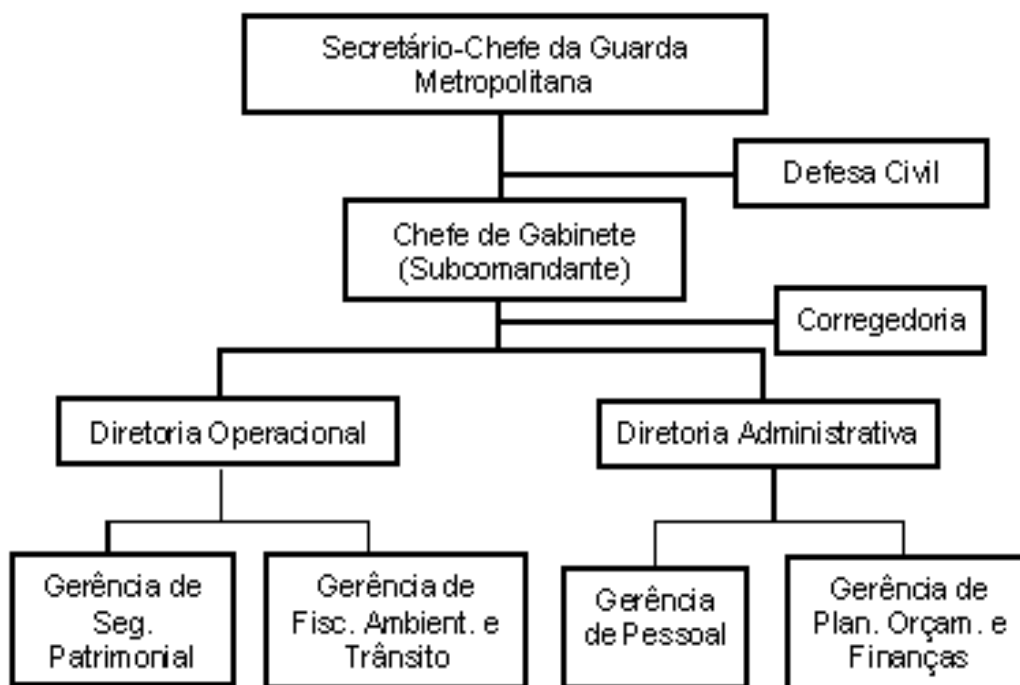 Secretário-Chefe da Guarda
Metropolitana
Defesa Civil
Chefe de Gabinete
(Subcomandante)
Corregedoria
Diretoria Operacional
Diretoria Administrativa
Gerência de
Seg.
Patrimonial
Gerência de
Fisc. Ambient. e
Trânsito
Gerência
de Pessoal
Gerência de
Plan. Orçam. e
Finanças